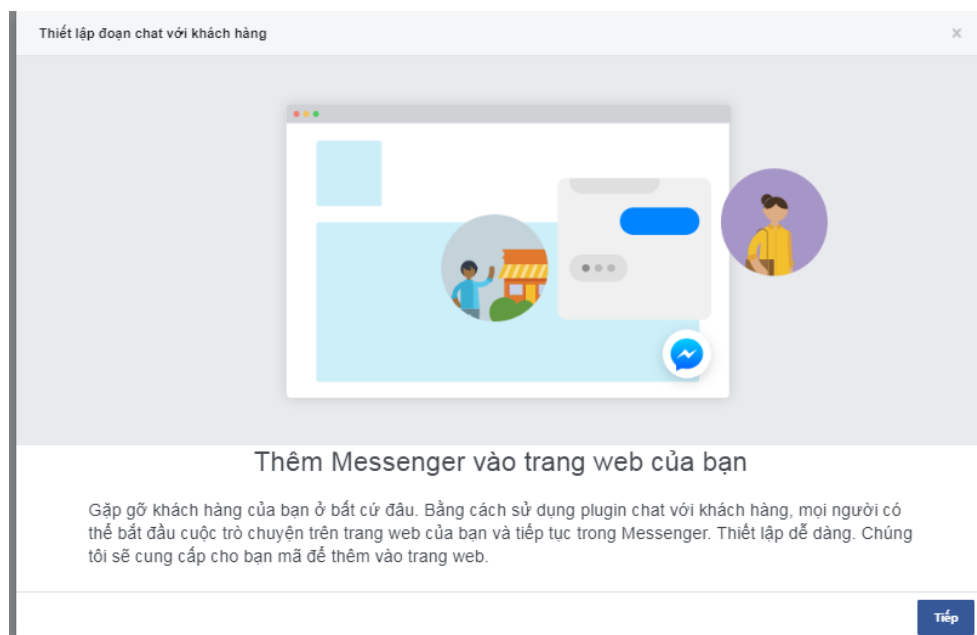 Thiết lập đoạn chat với khách hàng
Thêm Messenger vào trang web của bạn
Gặp gỡ khách hàng của bạn ở bất cứ đâu. Bằng cách sử dụng plugin chat với khách hàng, mọi người có
thể bắt đầu cuộc trò chuyện trên trang web của bạn và tiếp tục trong Messenger. Thiết lập dễ dàng. Chúng
tôi sẽ cung cấp cho bạn mã để thêm vào trang web.
Tiếp